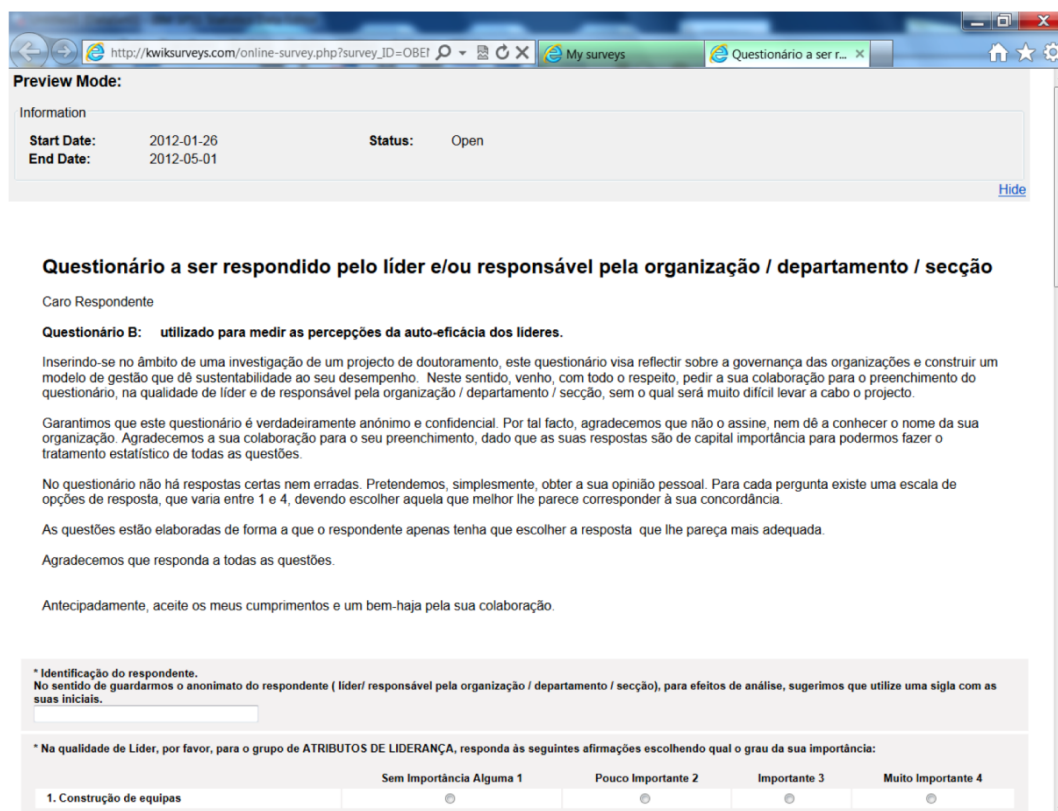 http://kwiksurveys.com/online-survey.php?survey_ID=OBEI
My surveys
Questionário a ser r...
Preview Mode:
Information
Start Date: 2012-01-26 Status: Open
End Date: 2012-05-01
Hide
Questionário a ser respondido pelo líder e/ou responsável pela organização / departamento / secção
Caro Respondente
Questionário B: utilizado para medir as percepções da auto-eficácia dos líderes.
Inserindo-se no âmbito de uma investigação de um projecto de doutoramento, este questionário visa reflectir sobre a governança das organizações e construir um
modelo de gestão que dê sustentabilidade ao seu desempenho. Neste sentido, venho, com todo o respeito, pedir a sua colaboração para o preenchimento do
questionário, na qualidade de líder e de responsável pela organização / departamento / secção, sem o qual será muito difícil levar a cabo o projecto.
Garantimos que este questionário é verdadeiramente anónimo e confidencial. Por tal facto, agradecemos que não o assine, nem dê a conhecer o nome da sua
organização. Agradecemos a sua colaboração para o seu preenchimento, dado que as suas respostas são de capital importância para podermos fazer o
tratamento estatístico de todas as questões.
No questionário não há respostas certas nem erradas. Pretendemos, simplesmente, obter a sua opinião pessoal. Para cada pergunta existe uma escala de
opções de resposta, que varia entre 1 e 4, devendo escolher aquela que melhor lhe parece corresponder à sua concordância.
As questões estão elaboradas de forma a que o respondente apenas tenha que escolher a resposta que lhe pareça mais adequada.
Agradecemos que responda a todas as questões.
Antecipadamente, aceite os meus cumprimentos e um bem-haja pela sua colaboração.
* Identificação do respondente.
No sentido de guardarmos o anonimato do respondente ( líder/ responsável pela organização / departamento / secção), para efeitos de análise, sugerimos que utilize uma sigla com as
suas iniciais.
* Na qualidade de Líder, por favor, para o grupo de ATRIBUTOS DE LIDERANÇA, responda às seguintes afirmações escolhendo qual o grau da sua importância:
Sem Importância Alguma 1 Pouco Importante 2 Importante 3 Muito Importante 4
1. Construção de equipas